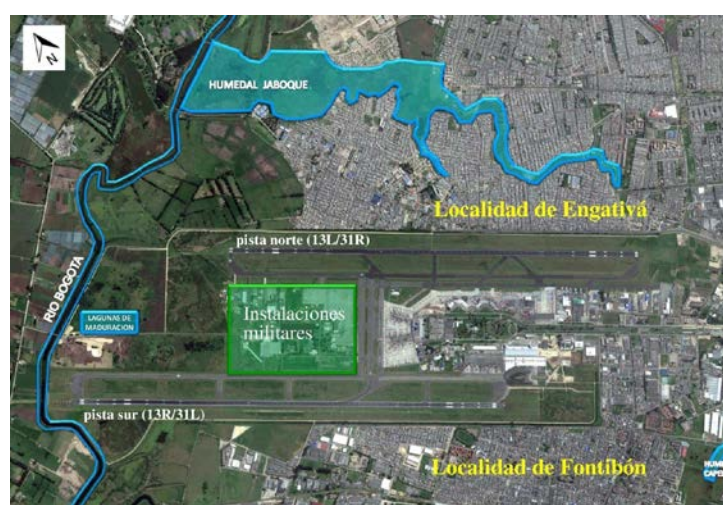 N
HUMEDAL JABOQUE
Localidad de Engativá
pista norte (13L/31R)
RIO BOGOTA
LAGUNAS DE
MADURACION
Instalaciones
militares
pista sur (13R/31L)
Localidad de Fontibón